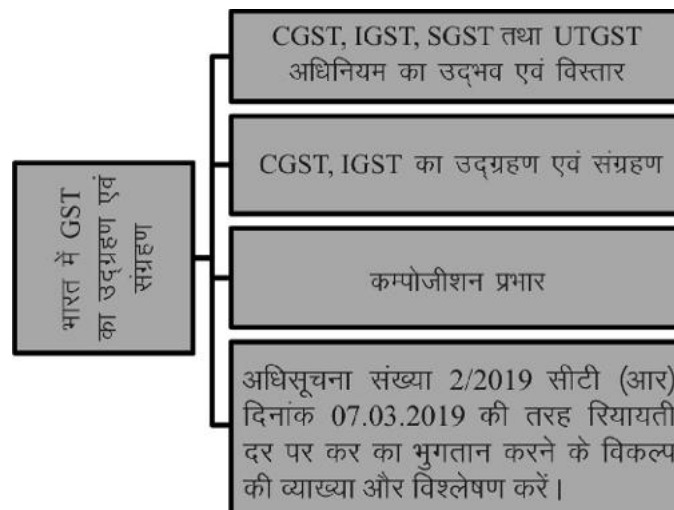 भारत में GST
का उद्ग्रहण एवं
संग्रहण
CGST, IGST, SGST तथा UTGST
अधिनियम का उद्भव एवं विस्तार
CGST, IGST का उद्ग्रहण एवं संग्रहण
कम्पोजीशन प्रभार
अधिसूचना संख्या 2/2019 सीटी (आर)
दिनांक 07.03.2019 की तरह रियायती
दर पर कर का भुगतान करने के विकल्प
की व्याख्या और विश्लेषण करें।